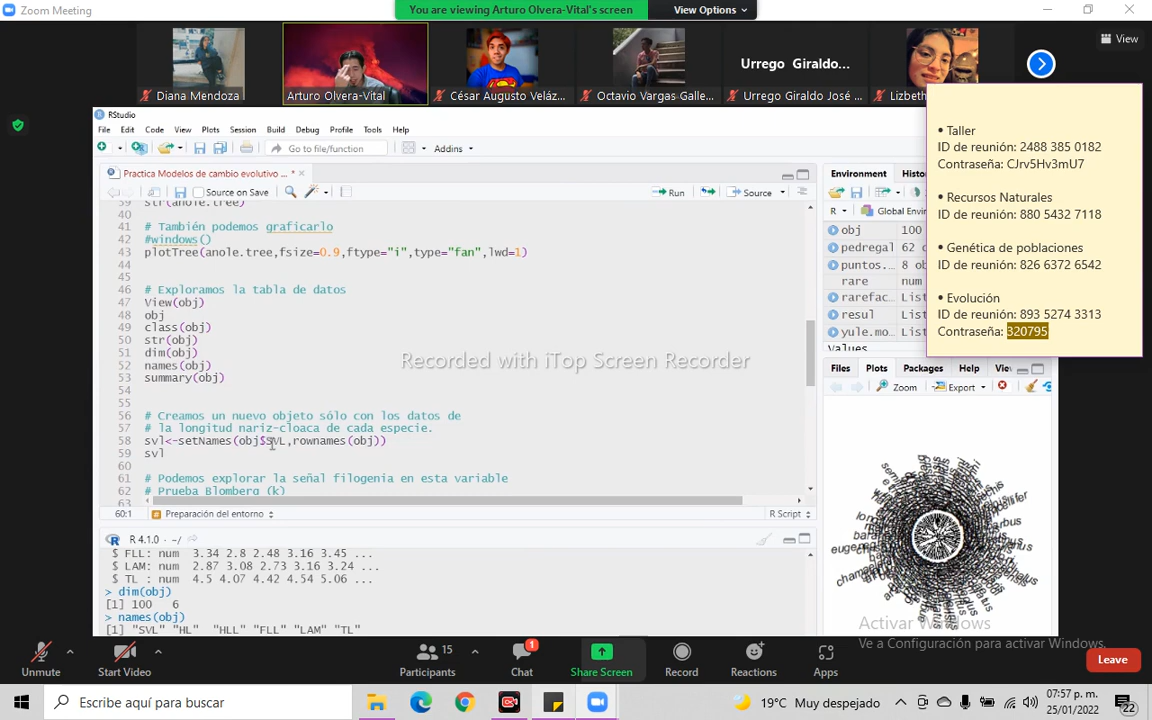 Zoom Meeting
You are viewing Arturo Olvera-Vital's screen
View Options
View
Diana Mendoza
Arturo Olvera-Vital
César Augusto Veláz...
Octavio Vargas-Galle...
Urrego Giraldo...
Urrego Giraldo José ...
Lizbeth
• Taller
ID de reunión: 2488 385 0182
Contraseña: CJrv5Hv3mU7
• Recursos Naturales
ID de reunión: 880 5432 7118
• Genética de poblaciones
ID de reunión: 826 6372 6542
• Evolución
ID de reunión: 893 5274 3313
Contraseña: 320795
RStudio
File Edit Code View Plots Session Build Debug Profile Tools Help
Go to file/function
Addins
Practica Modelos de cambio evolutivo ...*
Source on Save
Run
Source
39 str(anole.tree)
40
41 # También podemos graficarlo
42 #windows()
43 plotTree(anole.tree,fsize=0.9,ftype="i",type="fan",lwd=1)
44
45
46 # Exploramos la tabla de datos
47 View(obj)
48 obj
49 class(obj)
50 str(obj)
51 dim(obj)
52 names(obj)
53 summary(obj)
54
55
56 # Creamos un nuevo objeto sólo con los datos de
57 # la longitud nariz-cloaca de cada especie.
58 svl<-setNames(obj$SVL,rownames(obj))
59 svl
60
61 # Podemos explorar la señal filogenia en esta variable
62 # Prueba Blomberg (k)
63
60:1
Preparación del entorno
R Script
Environment
Histor
R
Global Envi
obj 100
pedregal 62 o
puntos.… 8 ob
rare num
rarefac… List
resul List
yule.mo… List
Values
Files Plots Packages Help Vie
Zoom
Export
Recorded with iTop Screen Recorder
R 4.1.0 · ~/
$ FLL: num 3.34 2.8 2.48 3.16 3.45 ...
$ LAM: num 2.87 3.08 2.73 3.16 3.24 ...
$ TL : num 4.5 4.07 4.42 4.54 5.06 ...
> dim(obj)
[1] 100 6
> names(obj)
[1] "SVL" "HL" "HLL" "FLL" "LAM" "TL"
Activar Windows
Ve a Configuración para activar Windows.
Unmute
Start Video
15
Participants
1
Chat
Share Screen
Record
Reactions
Apps
Leave
Escribe aquí para buscar
19°C Muy despejado
07:57 p. m.
25/01/2022
22